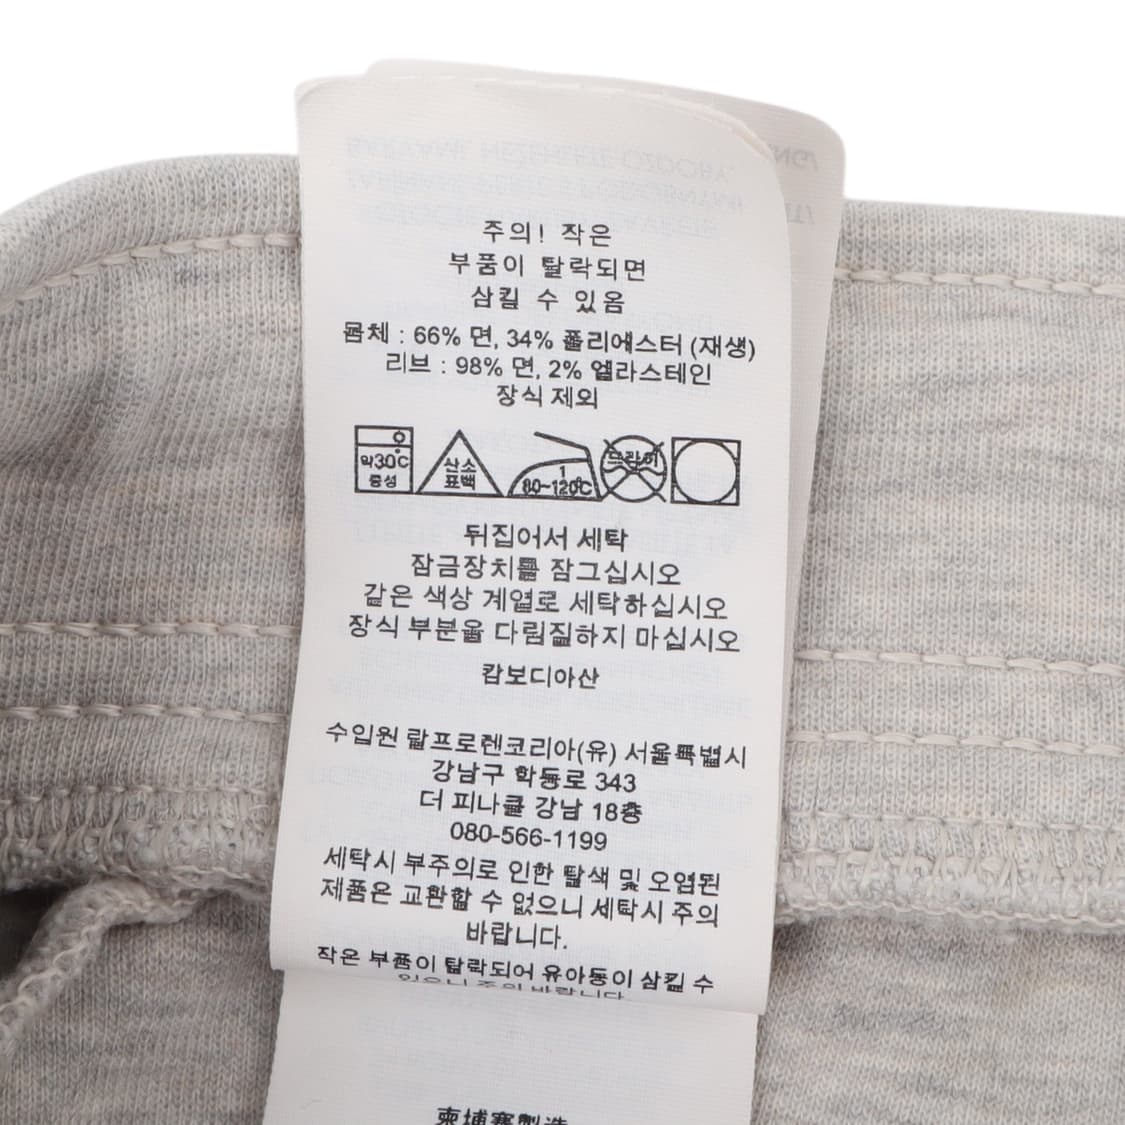 주의! 작은
부품이 탈락되면
삼킬 수 있음
몸체 : 66% 면, 34% 폴리에스터 (재생)
리브 : 98% 면, 2% 엘라스테인
장식 제외
약30°C
중성
산소
표백
1
80~120°C
드라이
뒤집어서 세탁
잠금장치를 잠그십시오
같은 색상 계열로 세탁하십시오
장식 부분을 다림질하지 마십시오
캄보디아산
수입원 랄프로렌코리아(유) 서울특별시
강남구 학동로 343
더 피나클 강남 18층
080-566-1199
세탁시 부주의로 인한 탈색 및 오염된
제품은 교환할 수 없으니 세탁시 주의
바랍니다.
작은 부품이 탈락되어 유아동이 삼킬 수
있으니 주의 바랍니다
柬埔寨製造